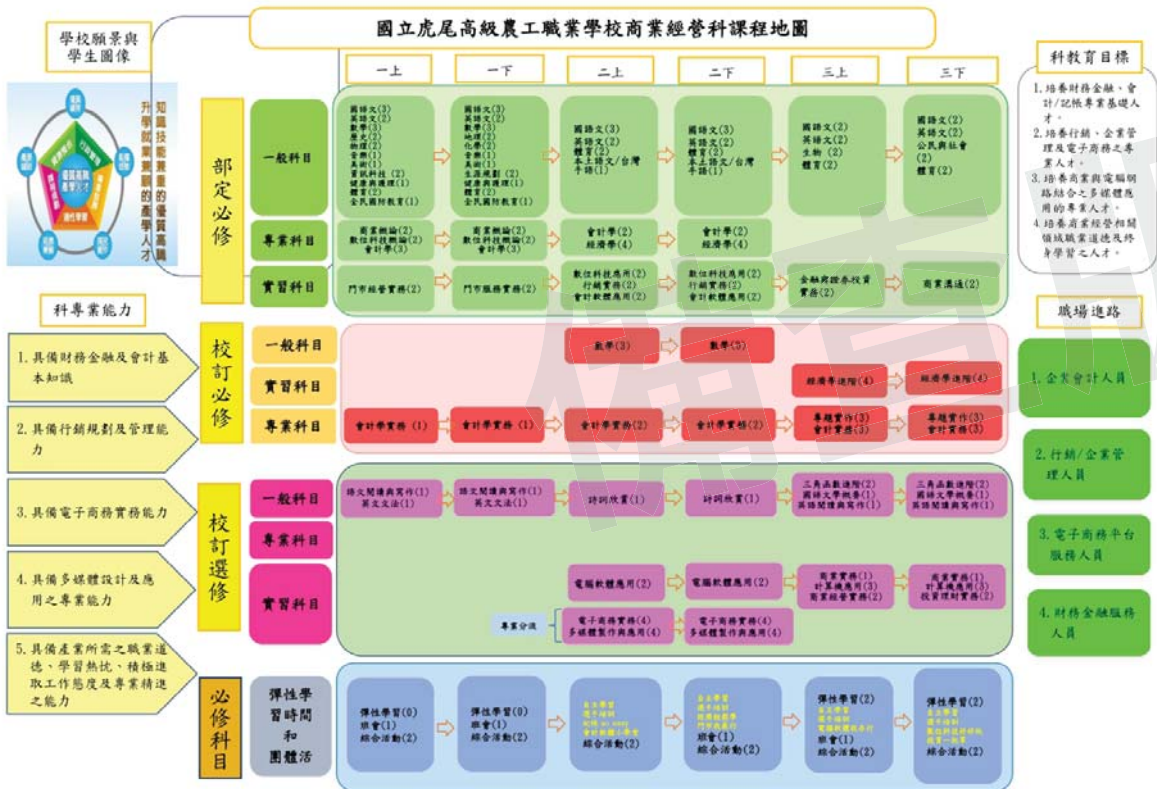 國立虎尾高級農工職業學校商業經營科課程地圖
學校願景與
學生圖像
知識技能兼重的優質高職
升學就業兼顧的產學人才
優質高職
產學人才
一上
一下
二上
二下
三上
三下
部定必修
一般科目
國語文(3)
英語文(2)
數學(3)
歷史(2)
物理(2)
音樂(1)
美術(1)
資訊科技 (2)
健康與護理(1)
體育(2)
全民國防教育(1)
國語文(3)
英語文(2)
數學(3)
地理(2)
化學(2)
音樂(1)
美術(1)
生涯規劃 (2)
健康與護理(1)
體育(2)
全民國防教育(1)
國語文(3)
英語文(2)
體育(2)
本土語文/台灣
手語(1)
國語文(3)
英語文(2)
體育(2)
本土語文/台灣
手語(1)
國語文 (2)
英語文(2)
生物 (2)
體育(2)
國語文(2)
英語文(2)
公民與社會
(2)
體育(2)
專業科目
商業概論(2)
數位科技概論(2)
會計學(3)
商業概論(2)
數位科技概論(2)
會計學(3)
會計學(2)
經濟學(4)
會計學(2)
經濟學(4)
實習科目
門市經營實務(2)
門市服務實務(2)
數位科技應用(2)
行銷實務(2)
會計軟體應用(2)
數位科技應用(2)
行銷實務(2)
會計軟體應用(2)
金融與證券投資
實務(2)
商業溝通(2)
校訂必修
一般科目
數學(3)
數學(3)
實習科目
經濟學進階(4)
經濟學進階(4)
專業科目
會計學實務 (1)
會計學實務 (1)
會計學實務(2)
會計學實務(2)
專題實作(3)
會計實務(3)
專題實作(3)
會計實務(3)
校訂選修
一般科目
語文閱讀與寫作(1)
語文閱讀與寫作(1)
英文文法(1)
英文文法(1)
詩詞欣賞(1)
詩詞欣賞(1)
三角函數進階(2)
國語文學概要(1)
英語閱讀與寫作(1)
三角函數進階(2)
國語文學概要(1)
英語閱讀與寫作(1)
專業科目
實習科目
電腦軟體應用(2)
電腦軟體應用(2)
商業實務(1)
計算機應用(3)
商業經營實務(2)
商業實務(1)
計算機應用(3)
投資理財實務(2)
專業分流
電子商務實務(4)
多媒體製作與應用(4)
電子商務實務(4)
多媒體製作與應用(4)
必修科目
彈性學
習時間
和
團體活
彈性學習(0)
班會(1)
綜合活動(2)
彈性學習(0)
班會(1)
綜合活動(2)
自主學習
選手培訓
綜合活動(2)
自主學習
選手培訓
班會(1)
綜合活動(2)
彈性學習(2)
自主學習
選手培訓
班會(1)
綜合活動(2)
彈性學習(2)
自主學習
選手培訓
綜合活動(2)
科專業能力
1. 具備財務金融及會計基
本知識
2. 具備行銷規劃及管理能
力
3. 具備電子商務實務能力
4. 具備多媒體設計及應
用之專業能力
5. 具備產業所需之職業道
德、學習熱忱、積極進
取工作態度及專業精進
之能力
科教育目標
1. 培養財務金融、會
計/記帳專業基礎人
才。
2. 培養行銷、企業管
理及電子商務之專
業人才。
3. 培養商業與電腦網
路結合之多媒體應
用的專業人才。
4. 培養商業經營相關
領域職業道德及終
身學習之人才。
職場進路
1. 企業會計人員
2. 行銷/企業管
理人員
3. 電子商務平台
服務人員
4. 財務金融服務
人員